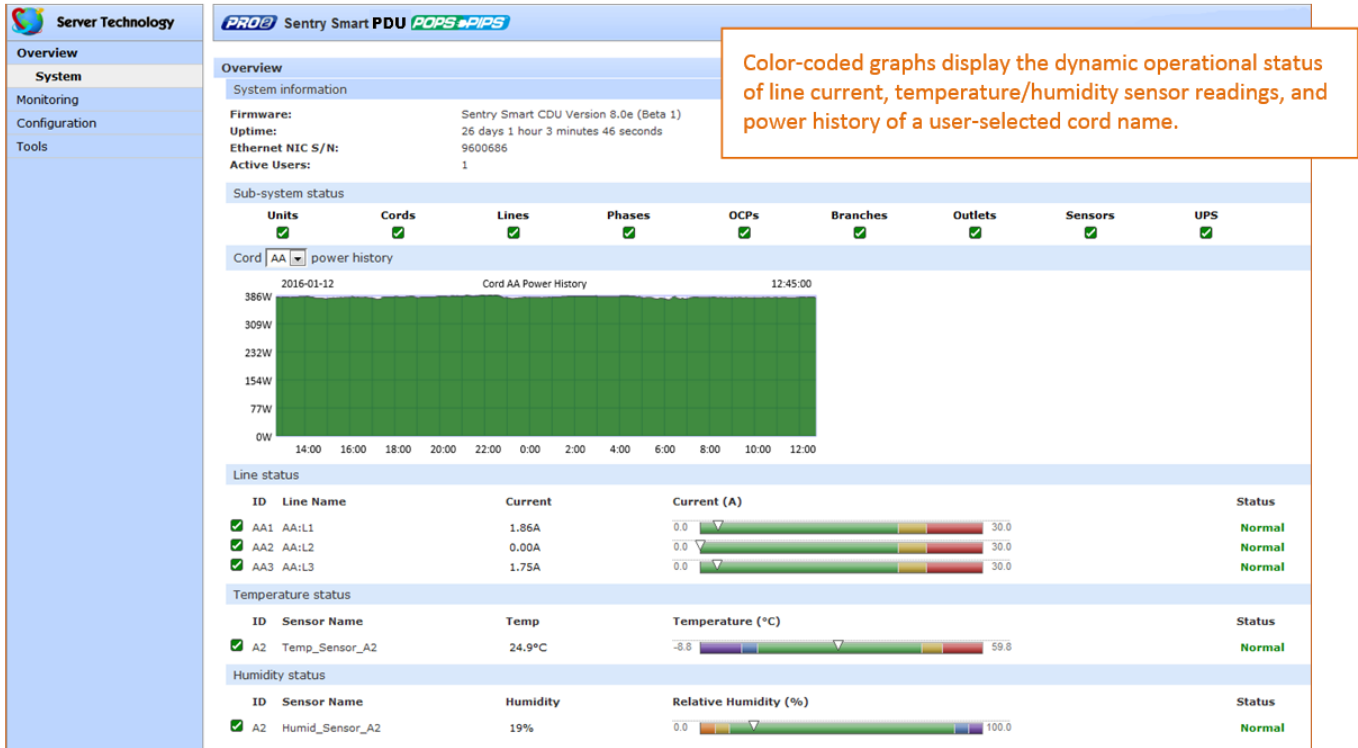 Server Technology
PRO2 Sentry Smart PDU POPS PIPS
Overview
System
Monitoring
Configuration
Tools
Color-coded graphs display the dynamic operational status
of line current, temperature/humidity sensor readings, and
power history of a user-selected cord name.
Overview
System information
Firmware: Sentry Smart CDU Version 8.0e (Beta 1)
Uptime: 26 days 1 hour 3 minutes 46 seconds
Ethernet NIC S/N: 9600686
Active Users: 1
Sub-system status
Units Cords Lines Phases OCPs Branches Outlets Sensors UPS
Cord AA power history
2016-01-12 Cord AA Power History 12:45:00
386W
309W
232W
154W
77W
0W
14:00 16:00 18:00 20:00 22:00 0:00 2:00 4:00 6:00 8:00 10:00 12:00
Line status
ID Line Name Current Current (A) Status
AA1 AA:L1 1.86A 0.0 30.0 Normal
AA2 AA:L2 0.00A 0.0 30.0 Normal
AA3 AA:L3 1.75A 0.0 30.0 Normal
Temperature status
ID Sensor Name Temp Temperature (°C) Status
A2 Temp_Sensor_A2 24.9°C -8.8 59.8 Normal
Humidity status
ID Sensor Name Humidity Relative Humidity (%) Status
A2 Humid_Sensor_A2 19% 0.0 100.0 Normal